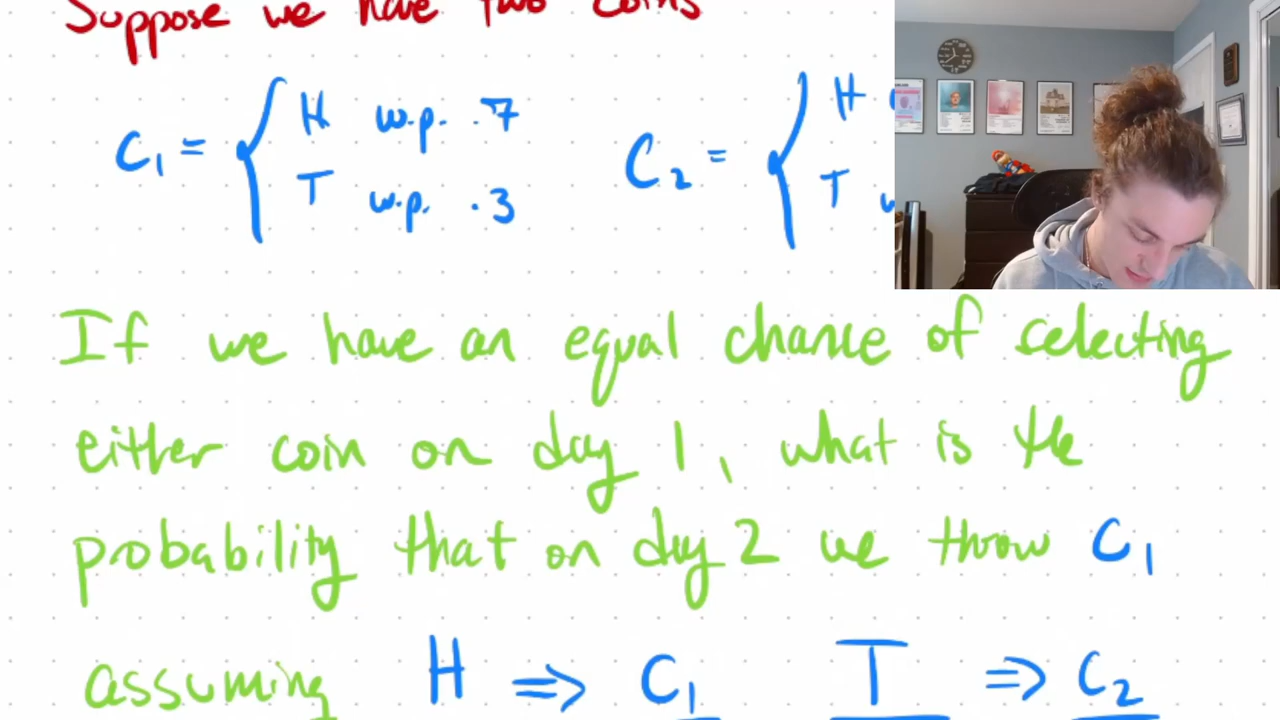 Suppose we have two coins
C₁ = { H w.p. .7
T w.p. .3
C₂ = { H
T
If we have an equal chance of selecting
either coin on day 1, what is the
probability that on day 2 we throw C₁
assuming H ⇒ C₁ T ⇒ C₂